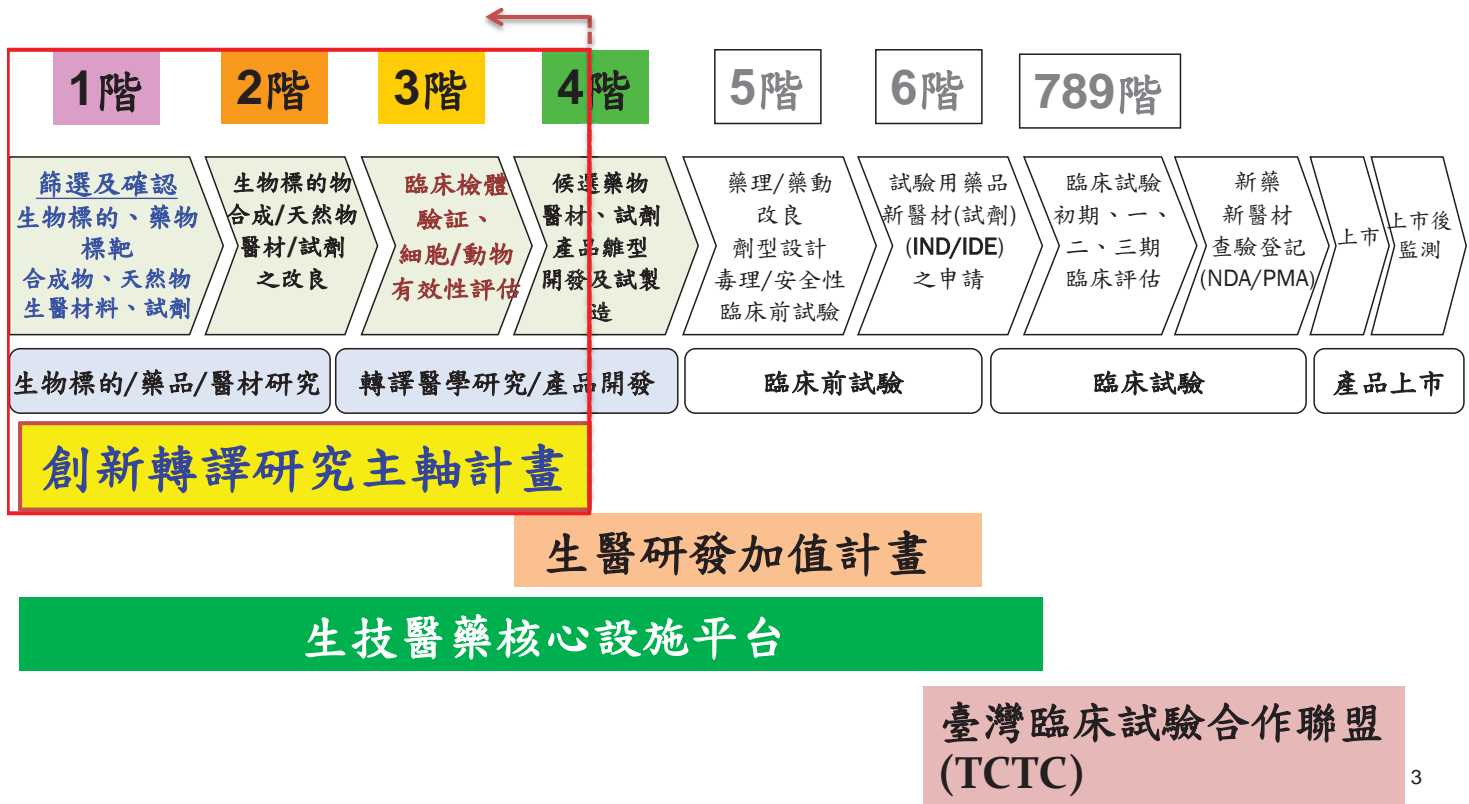 1階
2階
3階
4階
5階
6階
789階
篩選及確認
生物標的、藥物
標靶
合成物、天然物
生醫材料、試劑
生物標的物
合成/天然物
醫材/試劑
之改良
臨床檢體
驗証、
細胞/動物
有效性評估
候選藥物
醫材、試劑
產品雛型
開發及試製
造
藥理/藥動
改良
劑型設計
毒理/安全性
臨床前試驗
試驗用藥品
新醫材(試劑)
(IND/IDE)
之申請
臨床試驗
初期、一、
二、三期
臨床評估
新藥
新醫材
查驗登記
(NDA/PMA)
上市
上市後
監測
生物標的/藥品/醫材研究
轉譯醫學研究/產品開發
臨床前試驗
臨床試驗
產品上市
創新轉譯研究主軸計畫
生醫研發加值計畫
生技醫藥核心設施平台
臺灣臨床試驗合作聯盟
(TCTC)
3